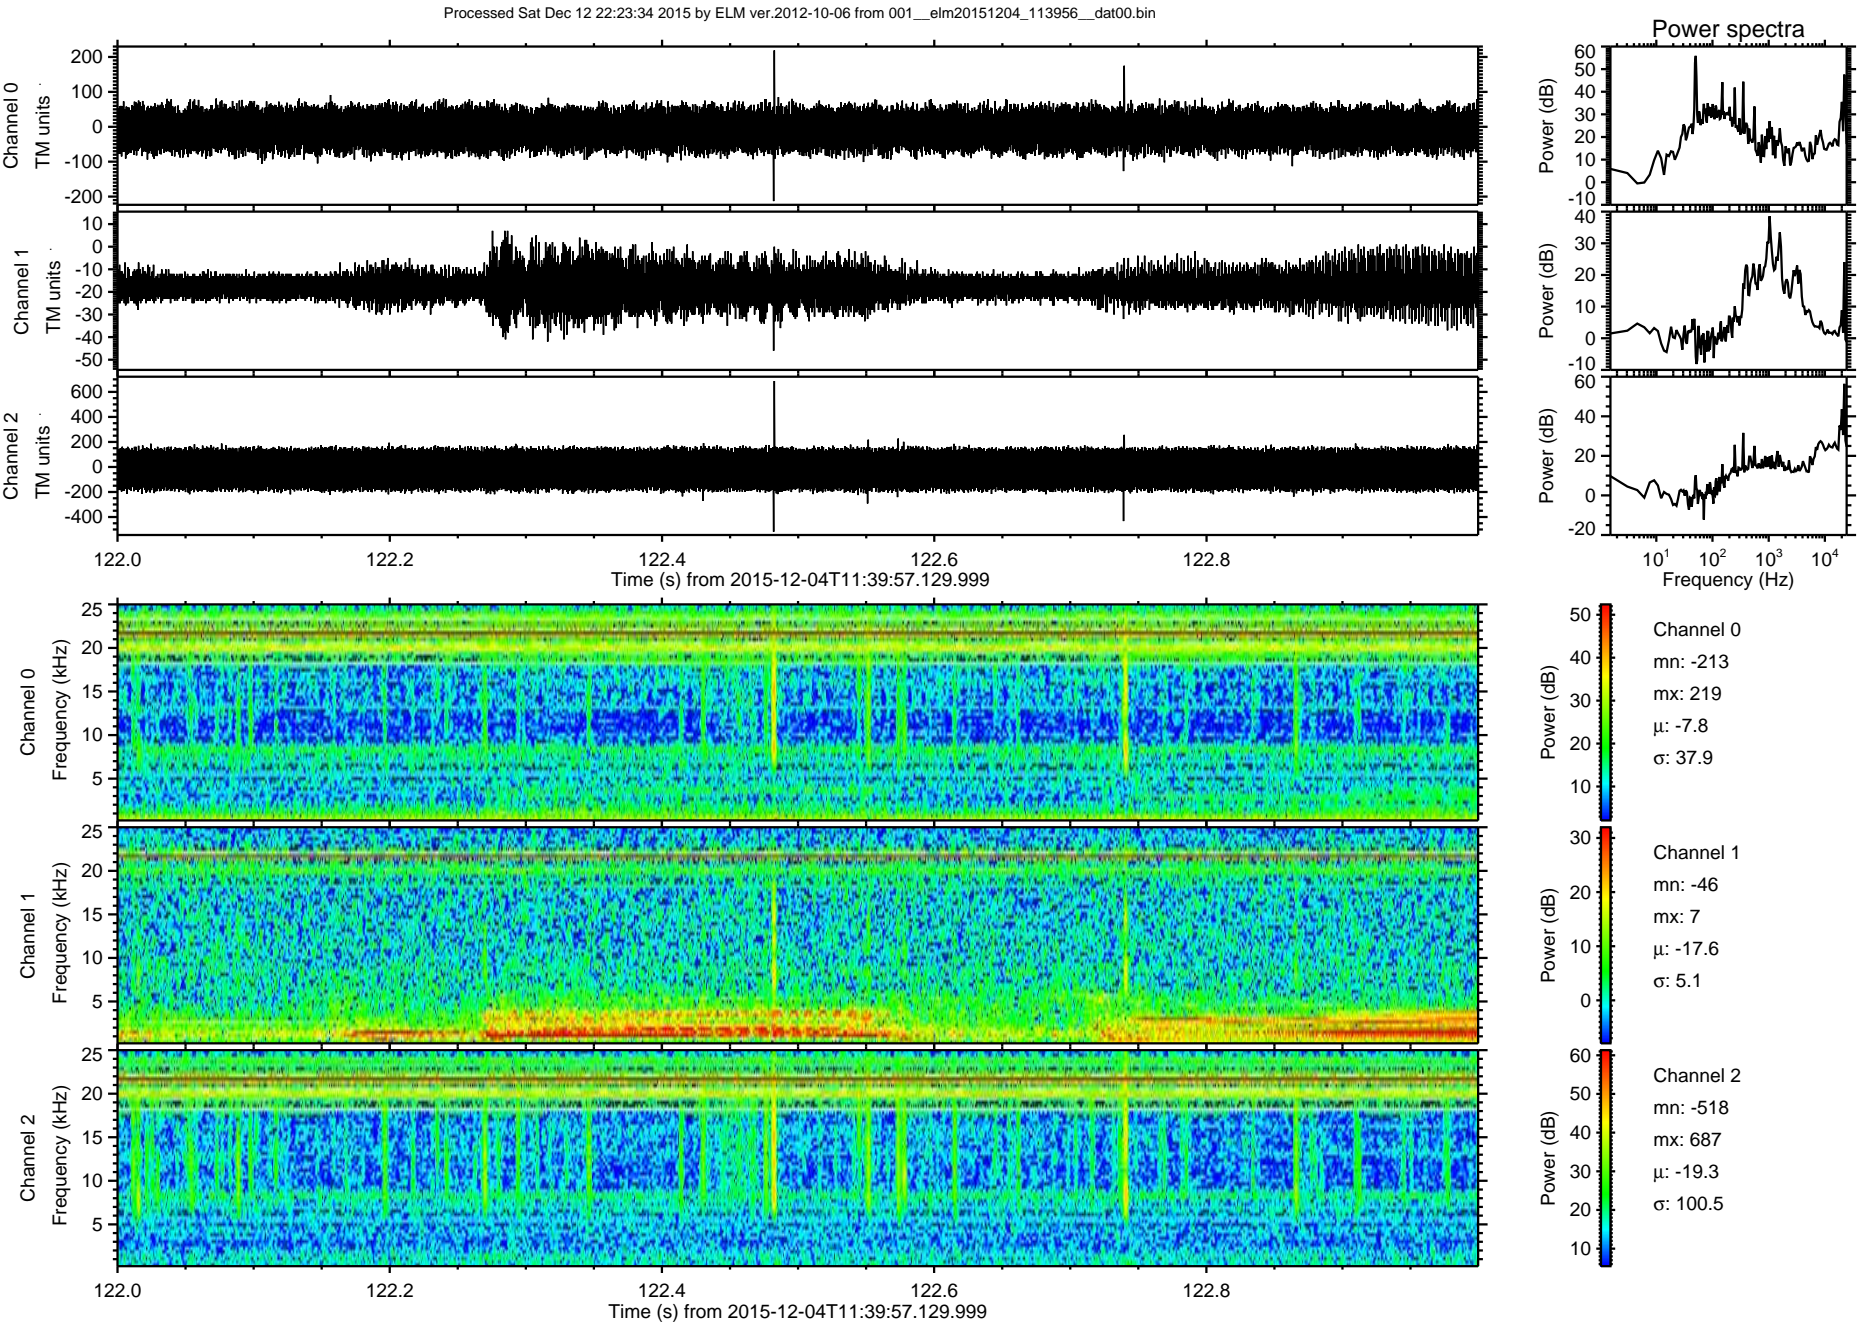 Processed Sat Dec 12 22:23:34 2015 by ELM ver.2012-10-06 from 001__elm20151204_113956__dat00.bin
Power spectra
Channel 0
TM units
200
100
0
-100
-200
Power (dB)
60
50
40
30
20
10
0
-10
Channel 1
TM units
10
0
-10
-20
-30
-40
-50
Power (dB)
40
30
20
10
0
-10
Channel 2
TM units
600
400
200
0
-200
-400
Power (dB)
60
40
20
0
-20
122.0
122.2
122.4
122.6
122.8
Time (s) from 2015-12-04T11:39:57.129.999
10^1
10^2
10^3
10^4
Frequency (Hz)
Channel 0
Frequency (kHz)
25
20
15
10
5
Power (dB)
50
40
30
20
10
Channel 0
mn: -213
mx: 219
μ: -7.8
σ: 37.9
Channel 1
Frequency (kHz)
25
20
15
10
5
Power (dB)
30
20
10
0
Channel 1
mn: -46
mx: 7
μ: -17.6
σ: 5.1
Channel 2
Frequency (kHz)
25
20
15
10
5
Power (dB)
60
50
40
30
20
10
Channel 2
mn: -518
mx: 687
μ: -19.3
σ: 100.5
122.0
122.2
122.4
122.6
122.8
Time (s) from 2015-12-04T11:39:57.129.999